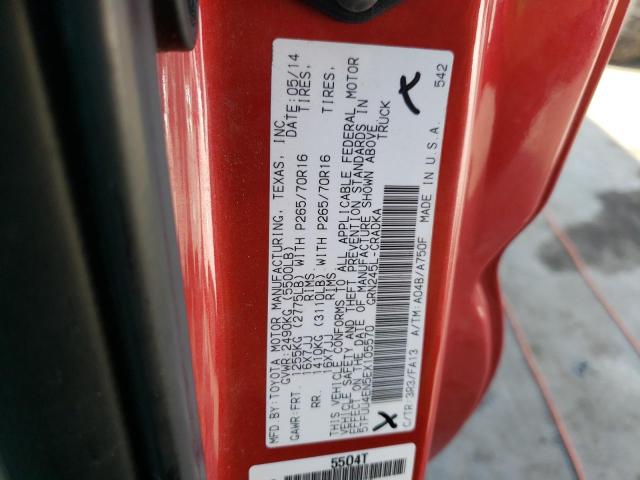 MFD. BY:TOYOTA MOTOR MANUFACTURING, TEXAS, INC.
GVWR:2490KG (5500LB) DATE:05/14
GAWR:FRT. 1255KG (2775LB) WITH P265/70R16 TIRES,
16X7JJ RIMS
RR. 1410KG (3110LB) WITH P265/70R16 TIRES,
16X7JJ RIMS
THIS VEHICLE CONFORMS TO ALL APPLICABLE FEDERAL MOTOR
VEHICLE SAFETY AND THEFT PREVENTION STANDARDS IN
EFFECT ON THE DATE OF MANUFACTURE SHOWN ABOVE.
5TFUU4EN5EX105570 TRUCK
GRN245L-CRADKA
C/TR:3R3/FA13 A/TM:A04B/A750F MADE IN U.S.A. 542
5504T